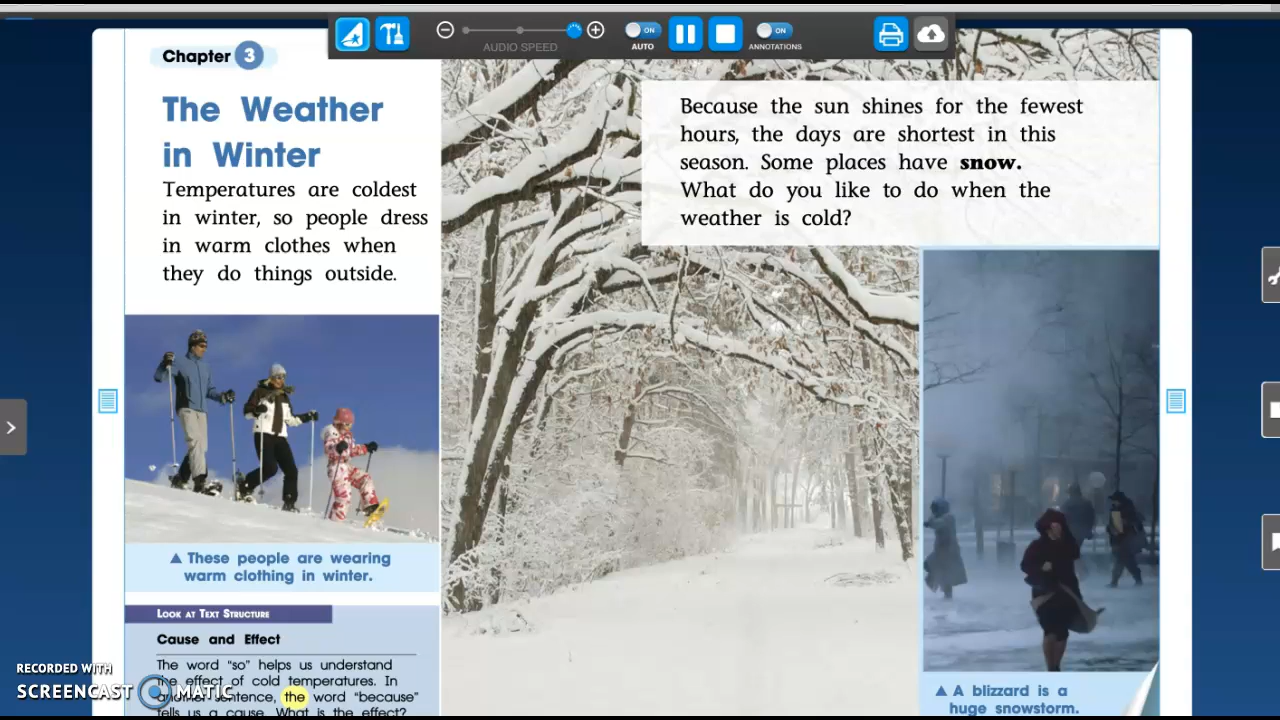 AUDIO SPEED
ON
AUTO
ON
ANNOTATIONS
Chapter 3
The Weather
in Winter
Temperatures are coldest
in winter, so people dress
in warm clothes when
they do things outside.
Because the sun shines for the fewest
hours, the days are shortest in this
season. Some places have snow.
What do you like to do when the
weather is cold?
▲ These people are wearing
warm clothing in winter.
LOOK AT TEXT STRUCTURE
Cause and Effect
The word "so" helps us understand
the effect of cold temperatures. In
another sentence, the word "because"
tells us a cause. What is the effect?
▲ A blizzard is a
huge snowstorm.
RECORDED WITH
SCREENCAST MATIC